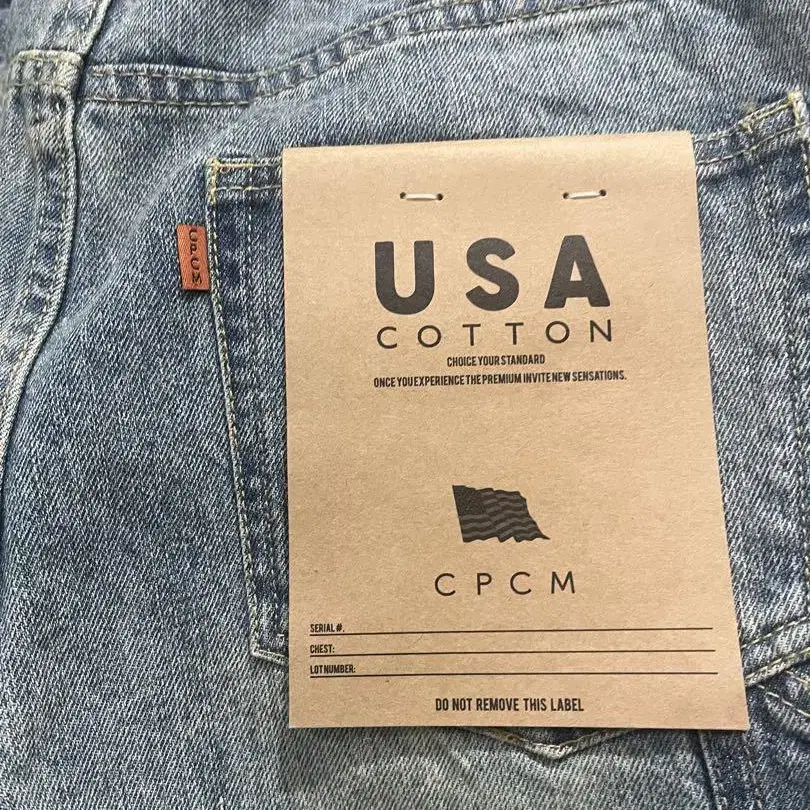 CPCM
USA
COTTON
CHOICE YOUR STANDARD
ONCE YOU EXPERIENCE THE PREMIUM INVITE NEW SENSATIONS.
CPCM
SERIAL #.
CHEST:
LOT NUMBER:
DO NOT REMOVE THIS LABEL